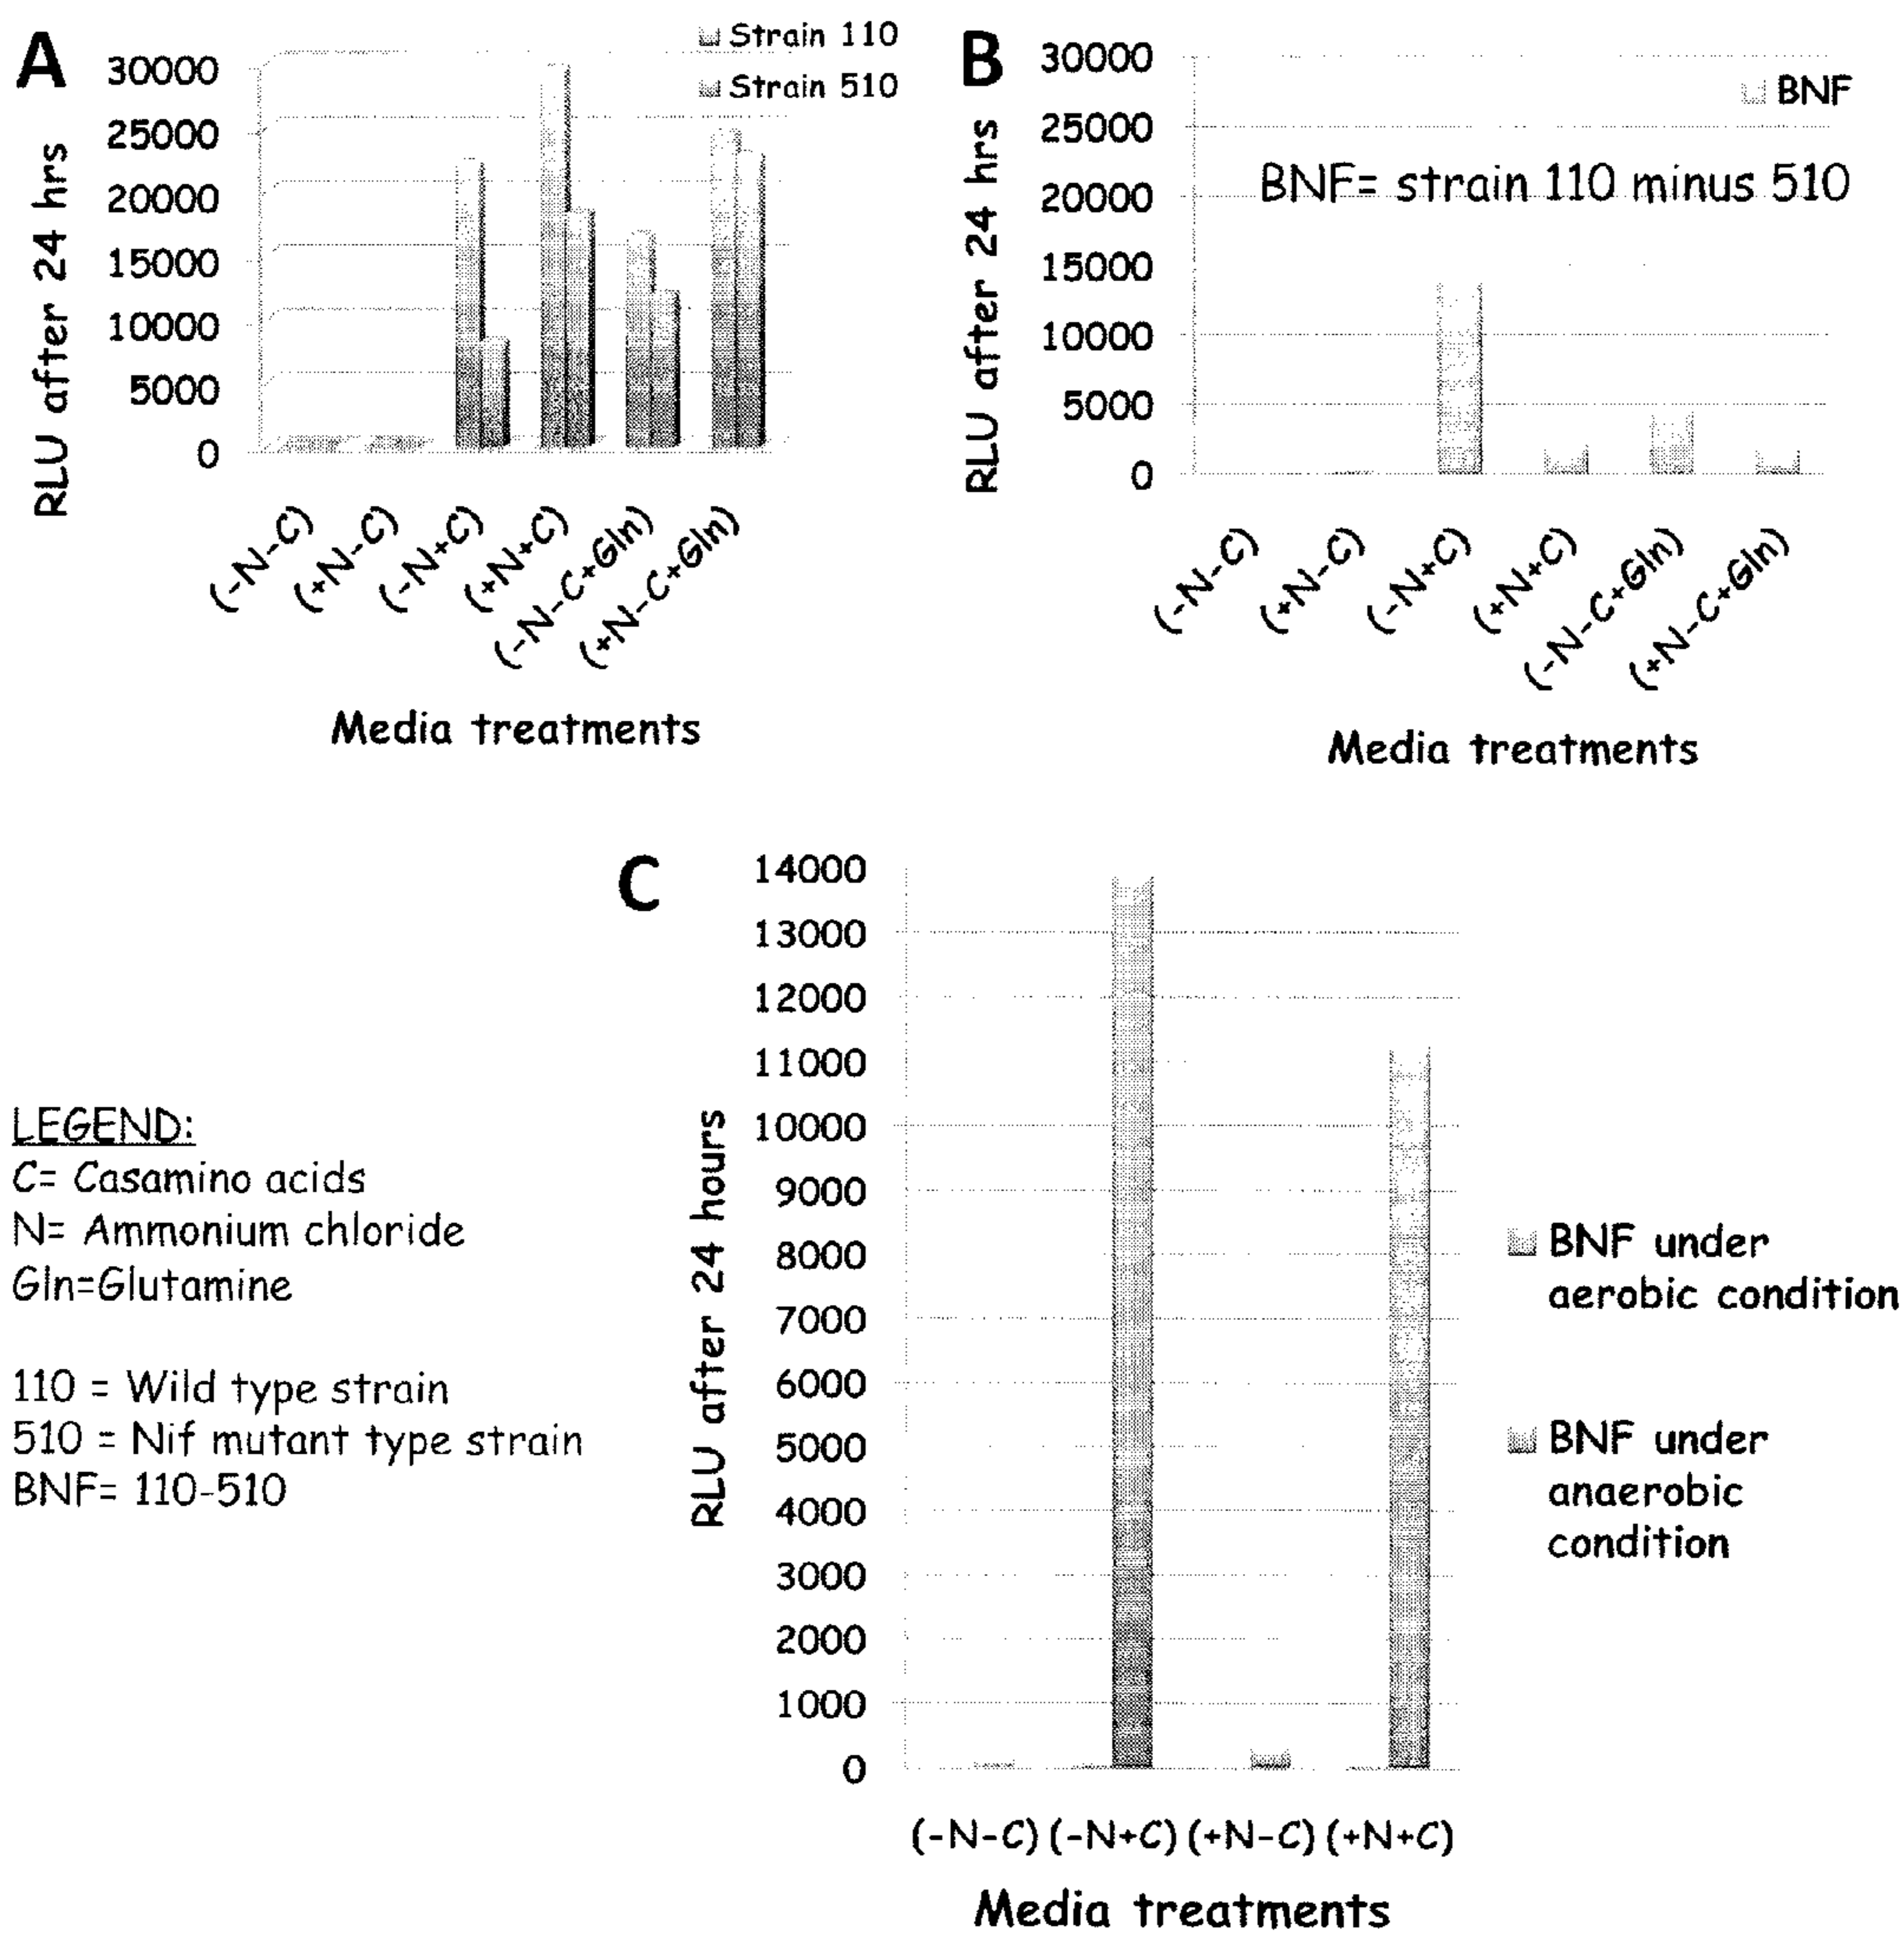 A
Strain 110
Strain 510
30000
25000
20000
15000
10000
5000
0
RLU after 24 hrs
(-N-C)
(+N-C)
(-N+C)
(+N+C)
(-N-C+Gln)
(+N-C+Gln)
Media treatments
B
BNF
BNF= strain 110 minus 510
30000
25000
20000
15000
10000
5000
0
RLU after 24 hrs
(-N-C)
(+N-C)
(-N+C)
(+N+C)
(-N-C+Gln)
(+N-C+Gln)
Media treatments
LEGEND:
C= Casamino acids
N= Ammonium chloride
Gln=Glutamine
110 = Wild type strain
510 = Nif mutant type strain
BNF= 110-510
C
14000
13000
12000
11000
10000
9000
8000
7000
6000
5000
4000
3000
2000
1000
0
RLU after 24 hours
(-N-C) (-N+C) (+N-C) (+N+C)
Media treatments
BNF under
aerobic condition
BNF under
anaerobic
condition